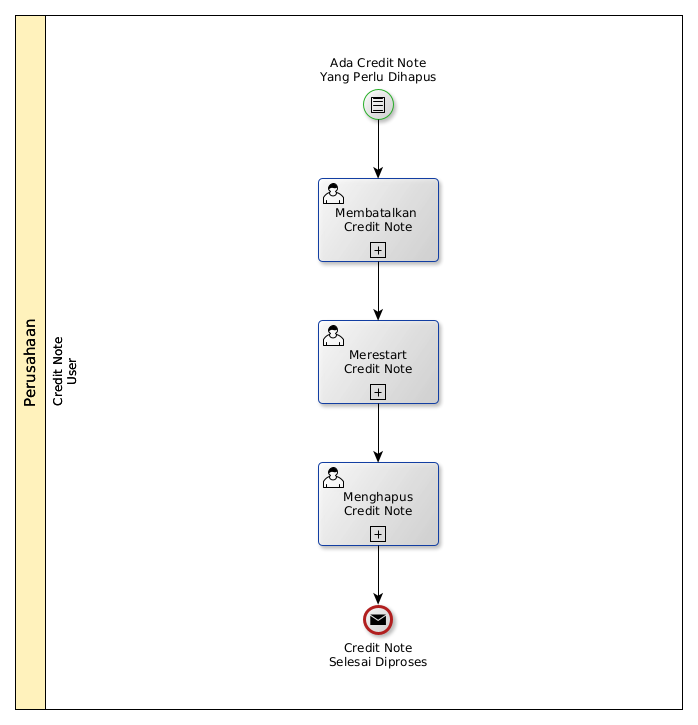 Ada Credit Note
Yang Perlu Dihapus
Membatalkan
Credit Note
Perusahaan
Credit Note
User
Merestart
Credit Note
Menghapus
Credit Note
Credit Note
Selesai Diproses